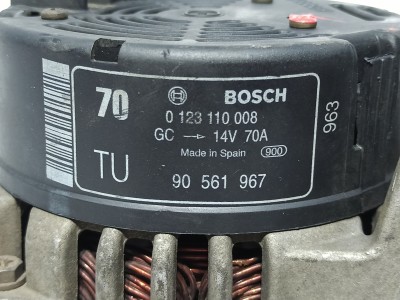 70 BOSCH
0 123 110 008
GC → 14V 70A
Made in Spain 900
TU 90 561 967
963